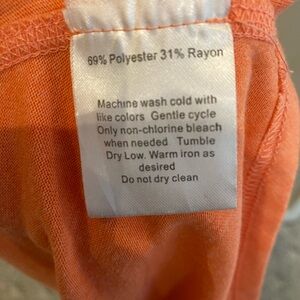 69% Polyester 31% Rayon
Machine wash cold with
like colors Gentle cycle
Only non-chlorine bleach
when needed Tumble
Dry Low. Warm iron as
desired
Do not dry clean